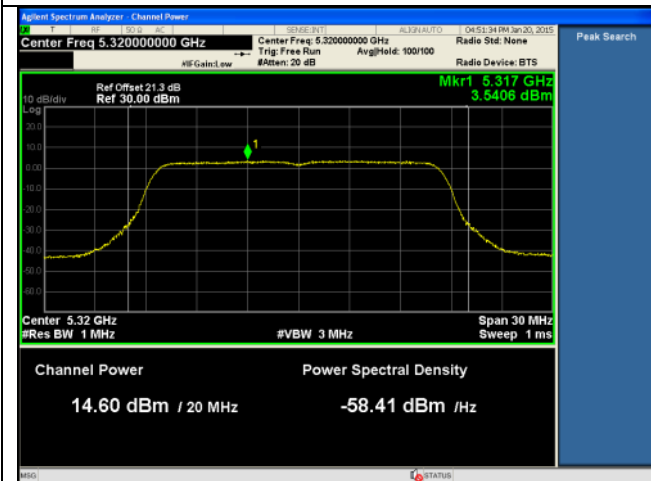 Agilent Spectrum Analyzer - Channel Power
T RF 50 Ω AC SENSE:INT ALIGN AUTO 04:51:34 PM Jan 20, 2015
Center Freq 5.320000000 GHz Center Freq: 5.320000000 GHz Radio Std: None Peak Search
Trig: Free Run Avg|Hold: 100/100
#IFGain:Low #Atten: 20 dB Radio Device: BTS
Ref Offset 21.3 dB Mkr1 5.317 GHz
10 dB/div Ref 30.00 dBm 3.5406 dBm
Log
20.0
10.0 1
0.00
-10.0
-20.0
-30.0
-40.0
-50.0
-60.0
Center 5.32 GHz Span 30 MHz
#Res BW 1 MHz #VBW 3 MHz Sweep 1 ms
Channel Power Power Spectral Density
14.60 dBm / 20 MHz -58.41 dBm /Hz
MSG STATUS